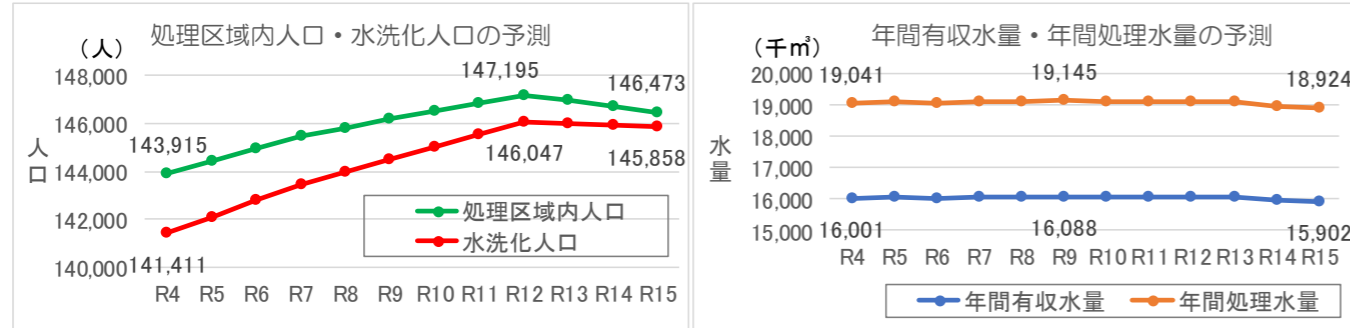 処理区域内人口・水洗化人口の予測
（人）
148,000
146,000
144,000
142,000
140,000
人口
147,195
146,473
143,915
146,047
145,858
141,411
処理区域内人口
水洗化人口
R4 R5 R6 R7 R8 R9 R10 R11 R12 R13 R14 R15
年間有収水量・年間処理水量の予測
（千㎥）
20,000
19,000
18,000
17,000
16,000
15,000
水量
19,041
19,145
18,924
16,001
16,088
15,902
R4 R5 R6 R7 R8 R9 R10 R11 R12 R13 R14 R15
年間有収水量 年間処理水量